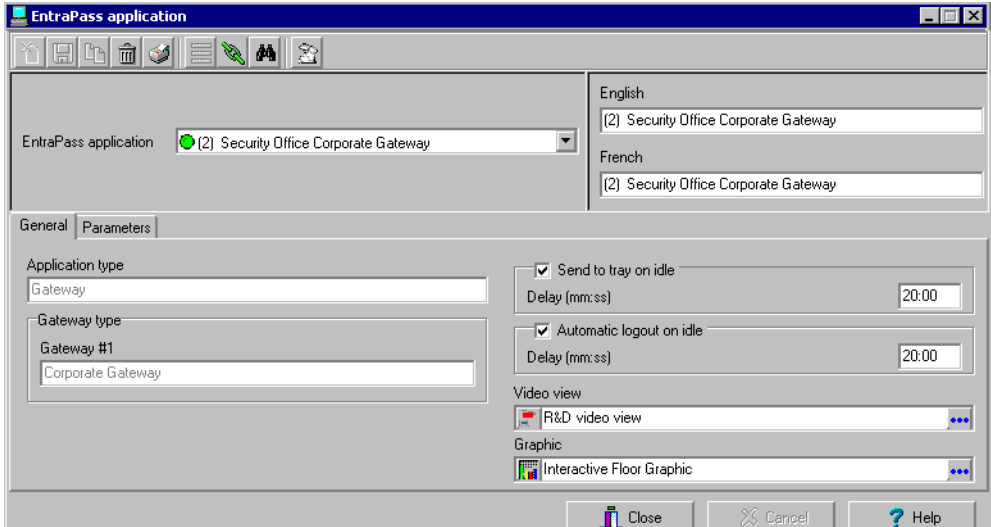 EntraPass application
English
(2) Security Office Corporate Gateway
EntraPass application
(2) Security Office Corporate Gateway
French
(2) Security Office Corporate Gateway
General
Parameters
Application type
Gateway
Gateway type
Gateway #1
Corporate Gateway
Send to tray on idle
Delay (mm:ss)
20:00
Automatic logout on idle
Delay (mm:ss)
20:00
Video view
R&D video view
Graphic
Interactive Floor Graphic
Close
Cancel
? Help